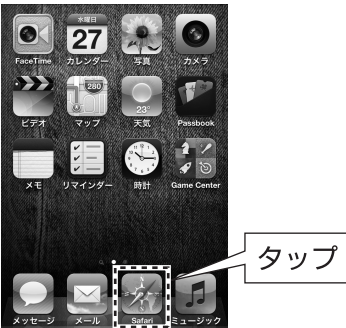 水曜日
27
FaceTime カレンダー 写真 カメラ
280
23°
ビデオ マップ 天気 Passbook
メモ リマインダー 時計 Game Center
タップ
メッセージ メール Safari ミュージック